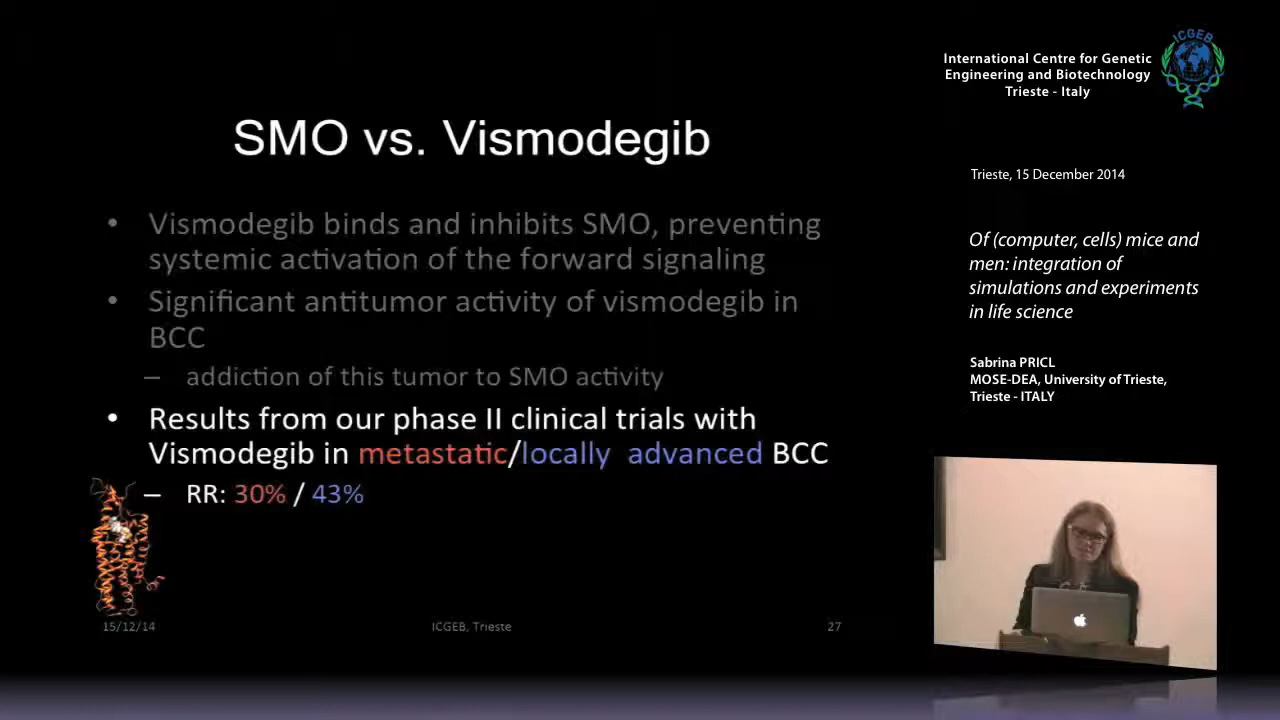 SMO vs. Vismodegib
• Vismodegib binds and inhibits SMO, preventing
systemic activation of the forward signaling
• Significant antitumor activity of vismodegib in
BCC
– addiction of this tumor to SMO activity
• Results from our phase II clinical trials with
Vismodegib in metastatic/locally advanced BCC
– RR: 30% / 43%
15/12/14
ICGEB, Trieste
27
International Centre for Genetic
Engineering and Biotechnology
Trieste - Italy
ICGEB
Trieste, 15 December 2014
Of (computer, cells) mice and
men: integration of
simulations and experiments
in life science
Sabrina PRICL
MOSE-DEA, University of Trieste,
Trieste - ITALY